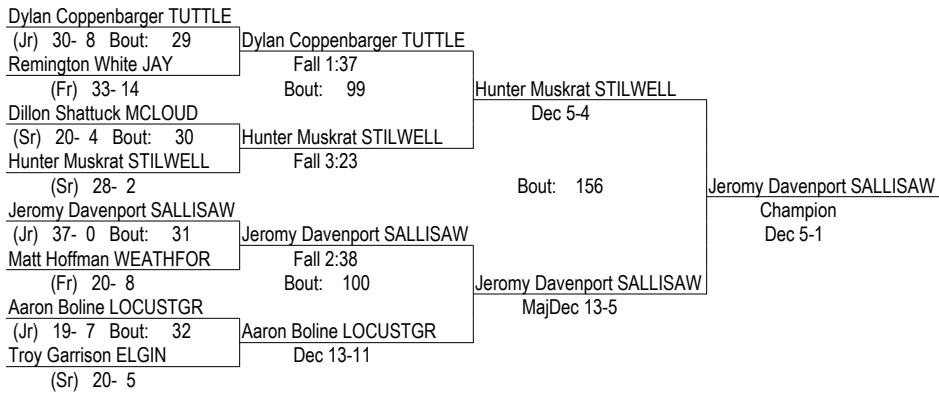 Dylan Coppenbarger TUTTLE
(Jr) 30- 8 Bout: 29
Dylan Coppenbarger TUTTLE
Remington White JAY
Fall 1:37
(Fr) 33- 14
Bout: 99
Hunter Muskrat STILWELL
Dillon Shattuck MCLOUD
Dec 5-4
(Sr) 20- 4 Bout: 30
Hunter Muskrat STILWELL
Hunter Muskrat STILWELL
Fall 3:23
(Sr) 28- 2
Bout: 156
Jeromy Davenport SALLISAW
Jeromy Davenport SALLISAW
Champion
(Jr) 37- 0 Bout: 31
Jeromy Davenport SALLISAW
Dec 5-1
Matt Hoffman WEATHFOR
Fall 2:38
(Fr) 20- 8
Bout: 100
Jeromy Davenport SALLISAW
Aaron Boline LOCUSTGR
MajDec 13-5
(Jr) 19- 7 Bout: 32
Aaron Boline LOCUSTGR
Troy Garrison ELGIN
Dec 13-11
(Sr) 20- 5